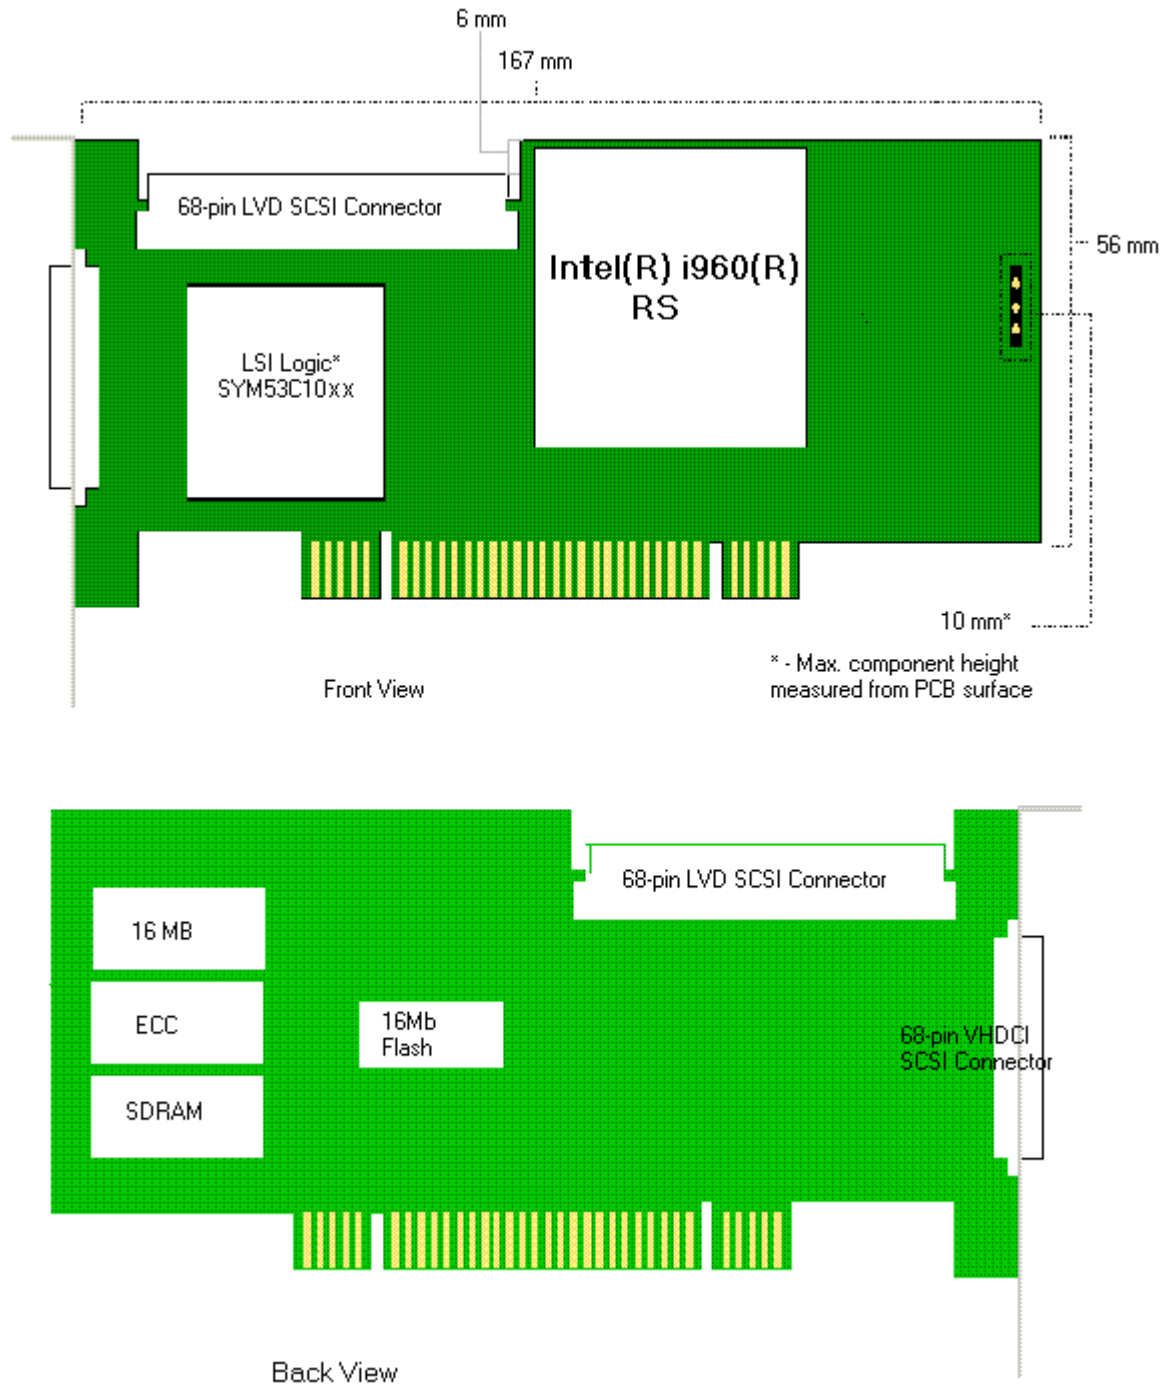 6 mm
167 mm
68-pin LVD SCSI Connector
56 mm
Intel(R) i960(R)
RS
LSI Logic*
SYM53C10xx
10 mm*
* - Max. component height
measured from PCB surface
Front View
68-pin LVD SCSI Connector
16 MB
ECC
16Mb
Flash
68-pin VHDCI
SCSI Connector
SDRAM
Back View